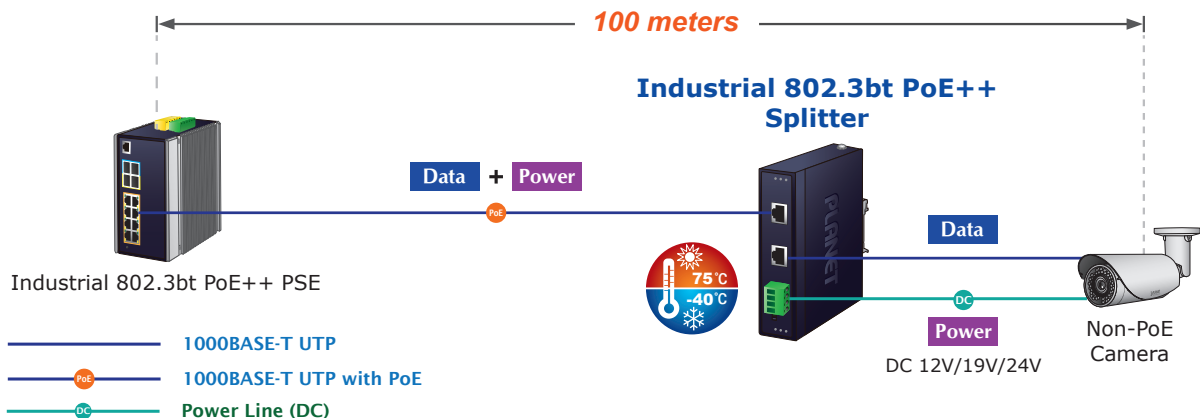 100 meters
Industrial 802.3bt PoE++
Splitter
Data + Power
PoE
PLANET
Data
75°C
-40°C
DC
Industrial 802.3bt PoE++ PSE
Power
DC 12V/19V/24V
Non-PoE
Camera
1000BASE-T UTP
PoE
1000BASE-T UTP with PoE
DC
Power Line (DC)